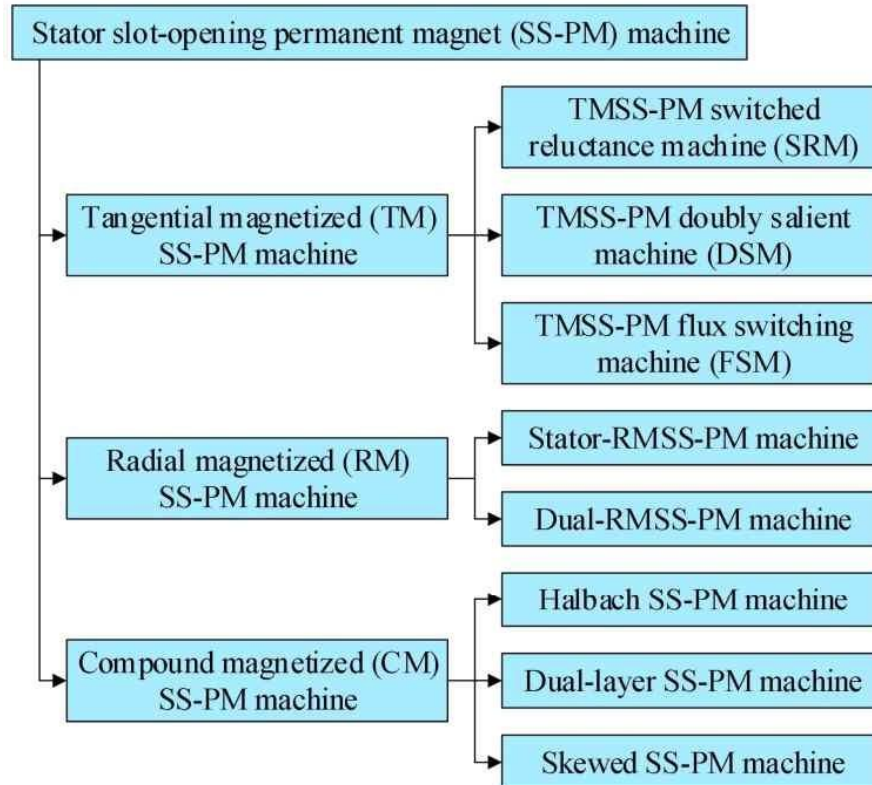 Stator slot-opening permanent magnet (SS-PM) machine
TMSS-PM switched
reluctance machine (SRM)
Tangential magnetized (TM)
SS-PM machine
TMSS-PM doubly salient
machine (DSM)
TMSS-PM flux switching
machine (FSM)
Radial magnetized (RM)
SS-PM machine
Stator-RMSS-PM machine
Dual-RMSS-PM machine
Compound magnetized (CM)
SS-PM machine
Halbach SS-PM machine
Dual-layer SS-PM machine
Skewed SS-PM machine